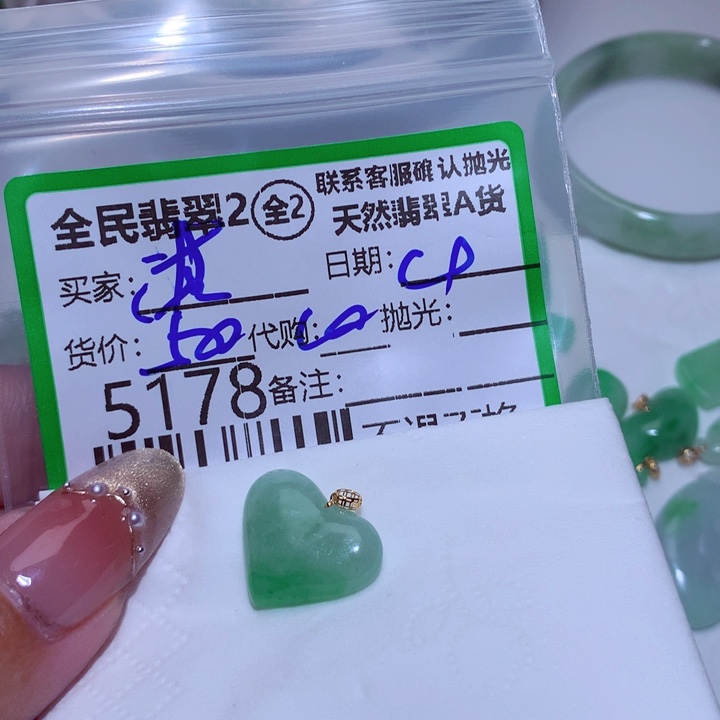 联系客服确认抛光
全民翡翠2 全2 天然翡翠A货
买家: 日期:
货价: 500 代购: 抛光:
5178 备注: